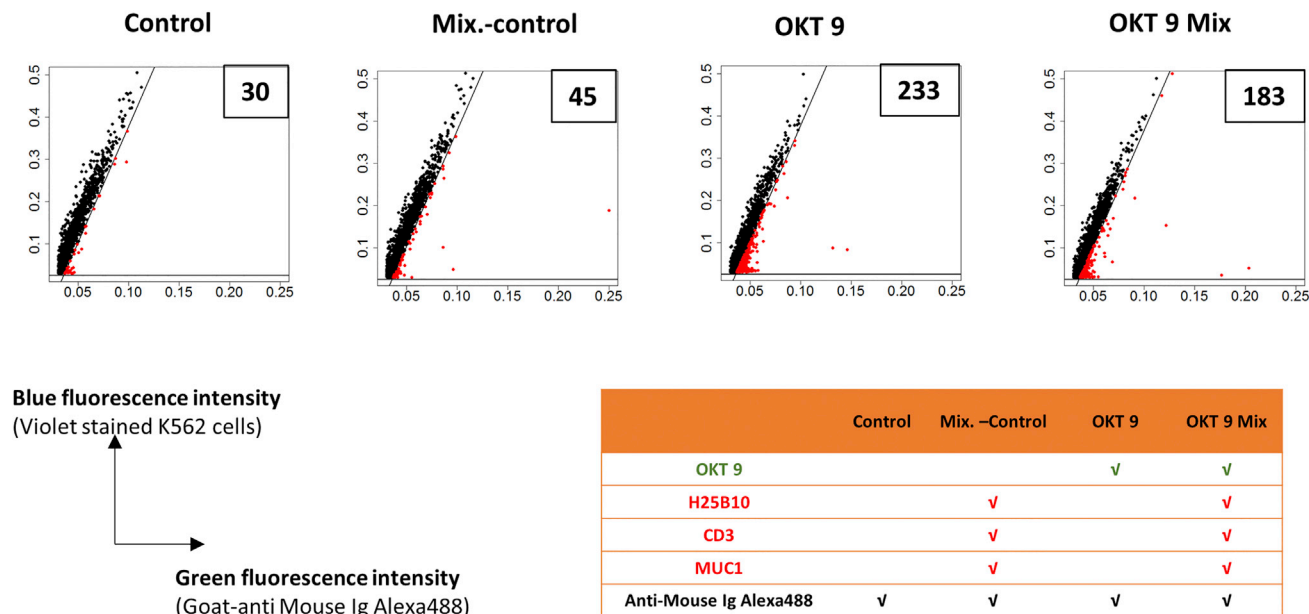 Control
Mix.-control
OKT 9
OKT 9 Mix
0.5
0.4
0.3
0.2
0.1
30
0.05 0.10 0.15 0.20 0.25
0.5
0.4
0.3
0.2
0.1
45
0.05 0.10 0.15 0.20 0.25
0.5
0.4
0.3
0.2
0.1
233
0.05 0.10 0.15 0.20 0.25
0.5
0.4
0.3
0.2
0.1
183
0.05 0.10 0.15 0.20 0.25
Blue fluorescence intensity
(Violet stained K562 cells)
Green fluorescence intensity
(Goat-anti Mouse Ig Alexa488)
Control Mix. –Control OKT 9 OKT 9 Mix
OKT 9 √ √
H25B10 √ √
CD3 √ √
MUC1 √ √
Anti-Mouse Ig Alexa488 √ √ √ √